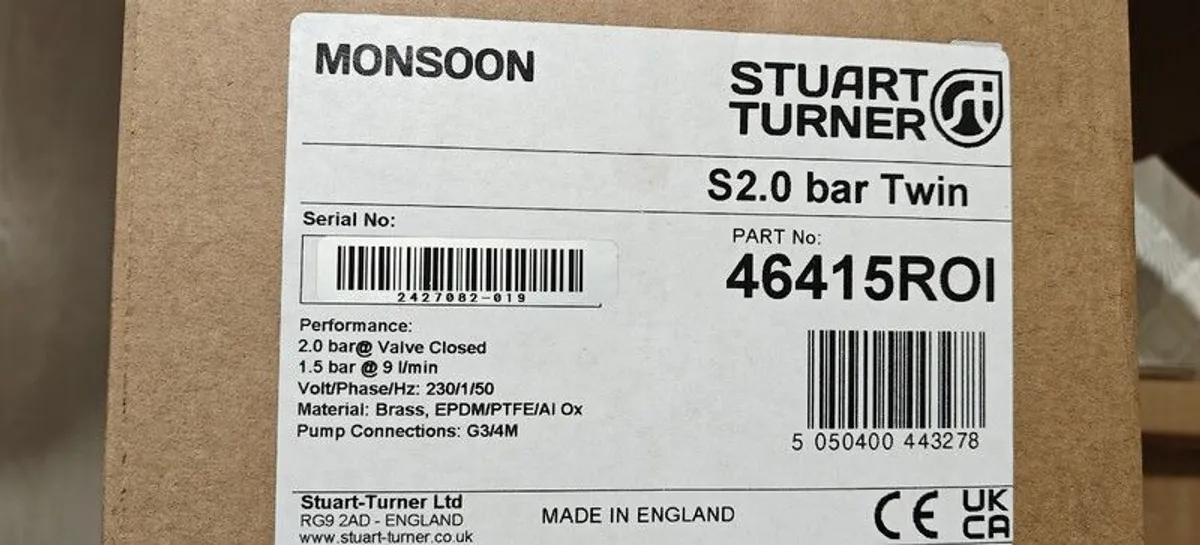 MONSOON
STUART
TURNER
S2.0 bar Twin
Serial No:
2427082-019
PART No:
46415ROI
Performance:
2.0 bar@ Valve Closed
1.5 bar @ 9 l/min
Volt/Phase/Hz: 230/1/50
Material: Brass, EPDM/PTFE/Al Ox
Pump Connections: G3/4M
5 050400 443278
Stuart-Turner Ltd
RG9 2AD - ENGLAND
www.stuart-turner.co.uk
MADE IN ENGLAND
CE
UK
CA